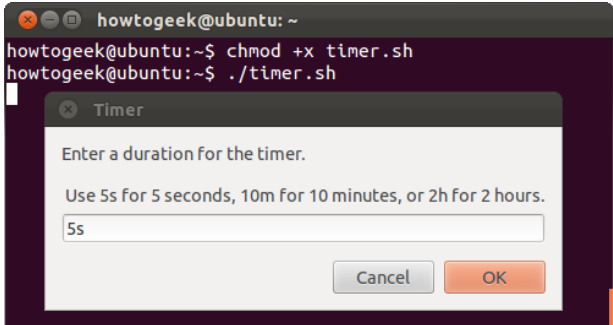 howtogeek@ubuntu: ~
howtogeek@ubuntu:~$ chmod +x timer.sh
howtogeek@ubuntu:~$ ./timer.sh
Timer
Enter a duration for the timer.
Use 5s for 5 seconds, 10m for 10 minutes, or 2h for 2 hours.
5s
Cancel OK